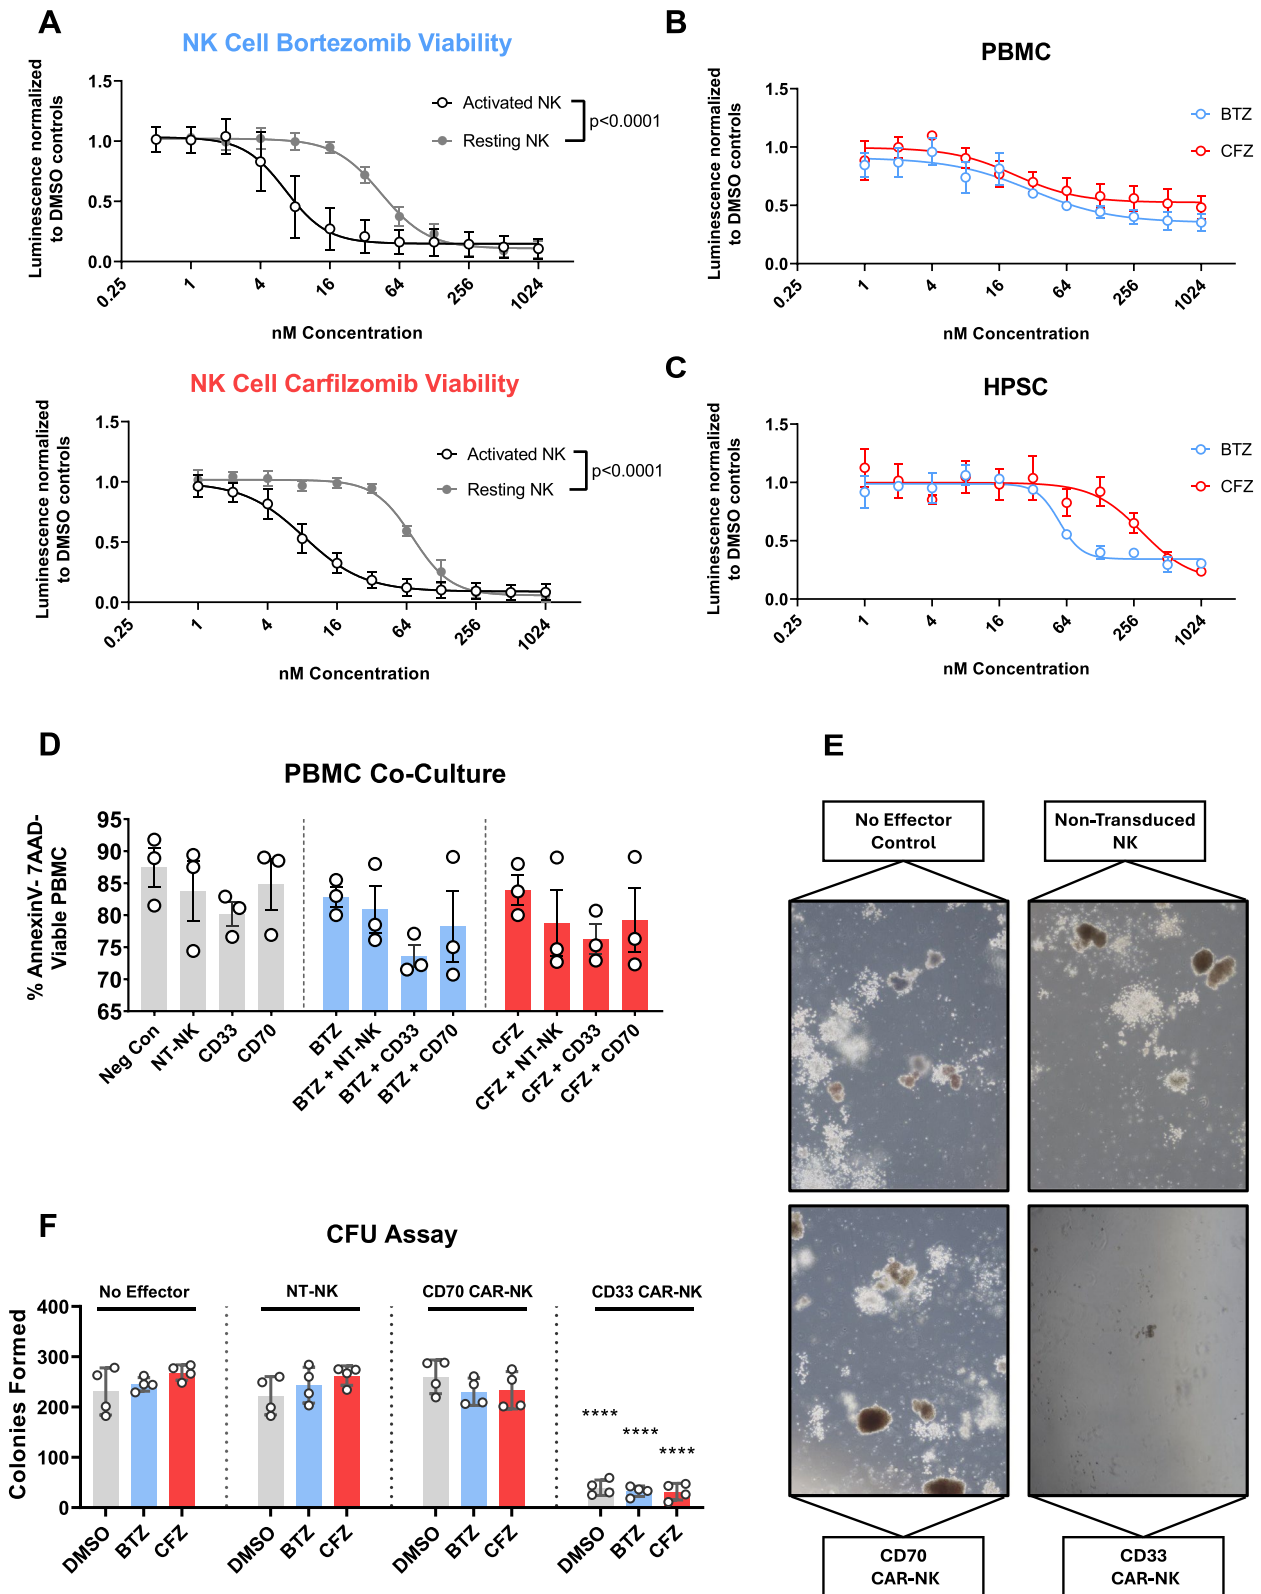 A
NK Cell Bortezomib Viability
Luminescence normalized
to DMSO controls
1.5
1.0
0.5
0.0
0.25
1
4
16
64
256
1024
nM Concentration
Activated NK
Resting NK
p<0.0001
B
PBMC
Luminescence normalized
to DMSO controls
1.5
1.0
0.5
0.0
0.25
1
4
16
64
256
1024
nM Concentration
BTZ
CFZ
NK Cell Carfilzomib Viability
Luminescence normalized
to DMSO controls
1.5
1.0
0.5
0.0
0.25
1
4
16
64
256
1024
nM Concentration
Activated NK
Resting NK
p<0.0001
C
HPSC
Luminescence normalized
to DMSO controls
1.5
1.0
0.5
0.0
0.25
1
4
16
64
256
1024
nM Concentration
BTZ
CFZ
D
PBMC Co-Culture
% AnnexinV- 7AAD-
Viable PBMC
95
90
85
80
75
70
65
Neg Con
NT-NK
CD33
CD70
BTZ
BTZ + NT-NK
BTZ + CD33
BTZ + CD70
CFZ
CFZ + NT-NK
CFZ + CD33
CFZ + CD70
E
No Effector
Control
Non-Transduced
NK
CD70
CAR-NK
CD33
CAR-NK
F
CFU Assay
Colonies Formed
400
300
200
100
0
No Effector
NT-NK
CD70 CAR-NK
CD33 CAR-NK
****
****
****
DMSO
BTZ
CFZ
DMSO
BTZ
CFZ
DMSO
BTZ
CFZ
DMSO
BTZ
CFZ